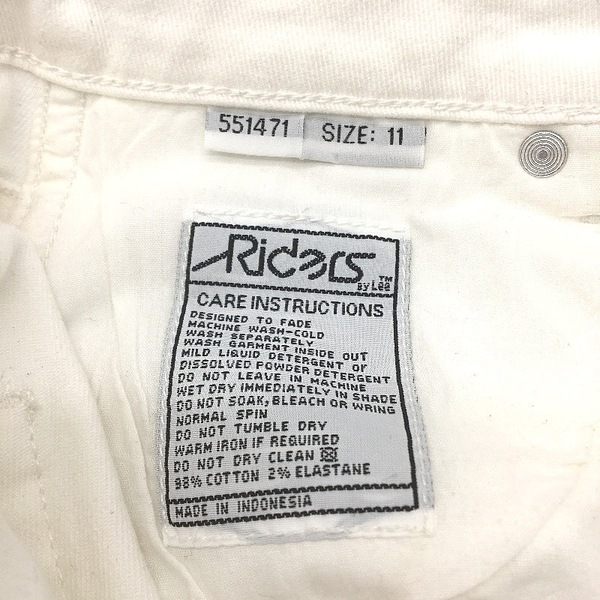 551471 SIZE: 11
Riders™
By Lee
CARE INSTRUCTIONS
DESIGNED TO FADE
MACHINE WASH-COLD
WASH SEPARATELY
WASH GARMENT INSIDE OUT
MILD LIQUID DETERGENT OR
DISSOLVED POWDER DETERGENT
DO NOT LEAVE IN MACHINE
WET DRY IMMEDIATELY IN SHADE
DO NOT SOAK, BLEACH OR WRING
NORMAL SPIN
DO NOT TUMBLE DRY
WARM IRON IF REQUIRED
DO NOT DRY CLEAN
98% COTTON 2% ELASTANE
MADE IN INDONESIA